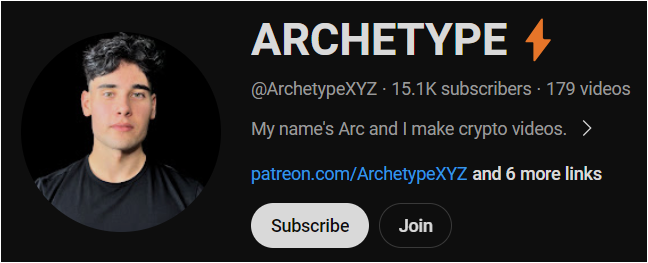 ARCHETYPE ⚡
@ArchetypeXYZ · 15.1K subscribers · 179 videos
My name's Arc and I make crypto videos. >
patreon.com/ArchetypeXYZ and 6 more links
Subscribe Join